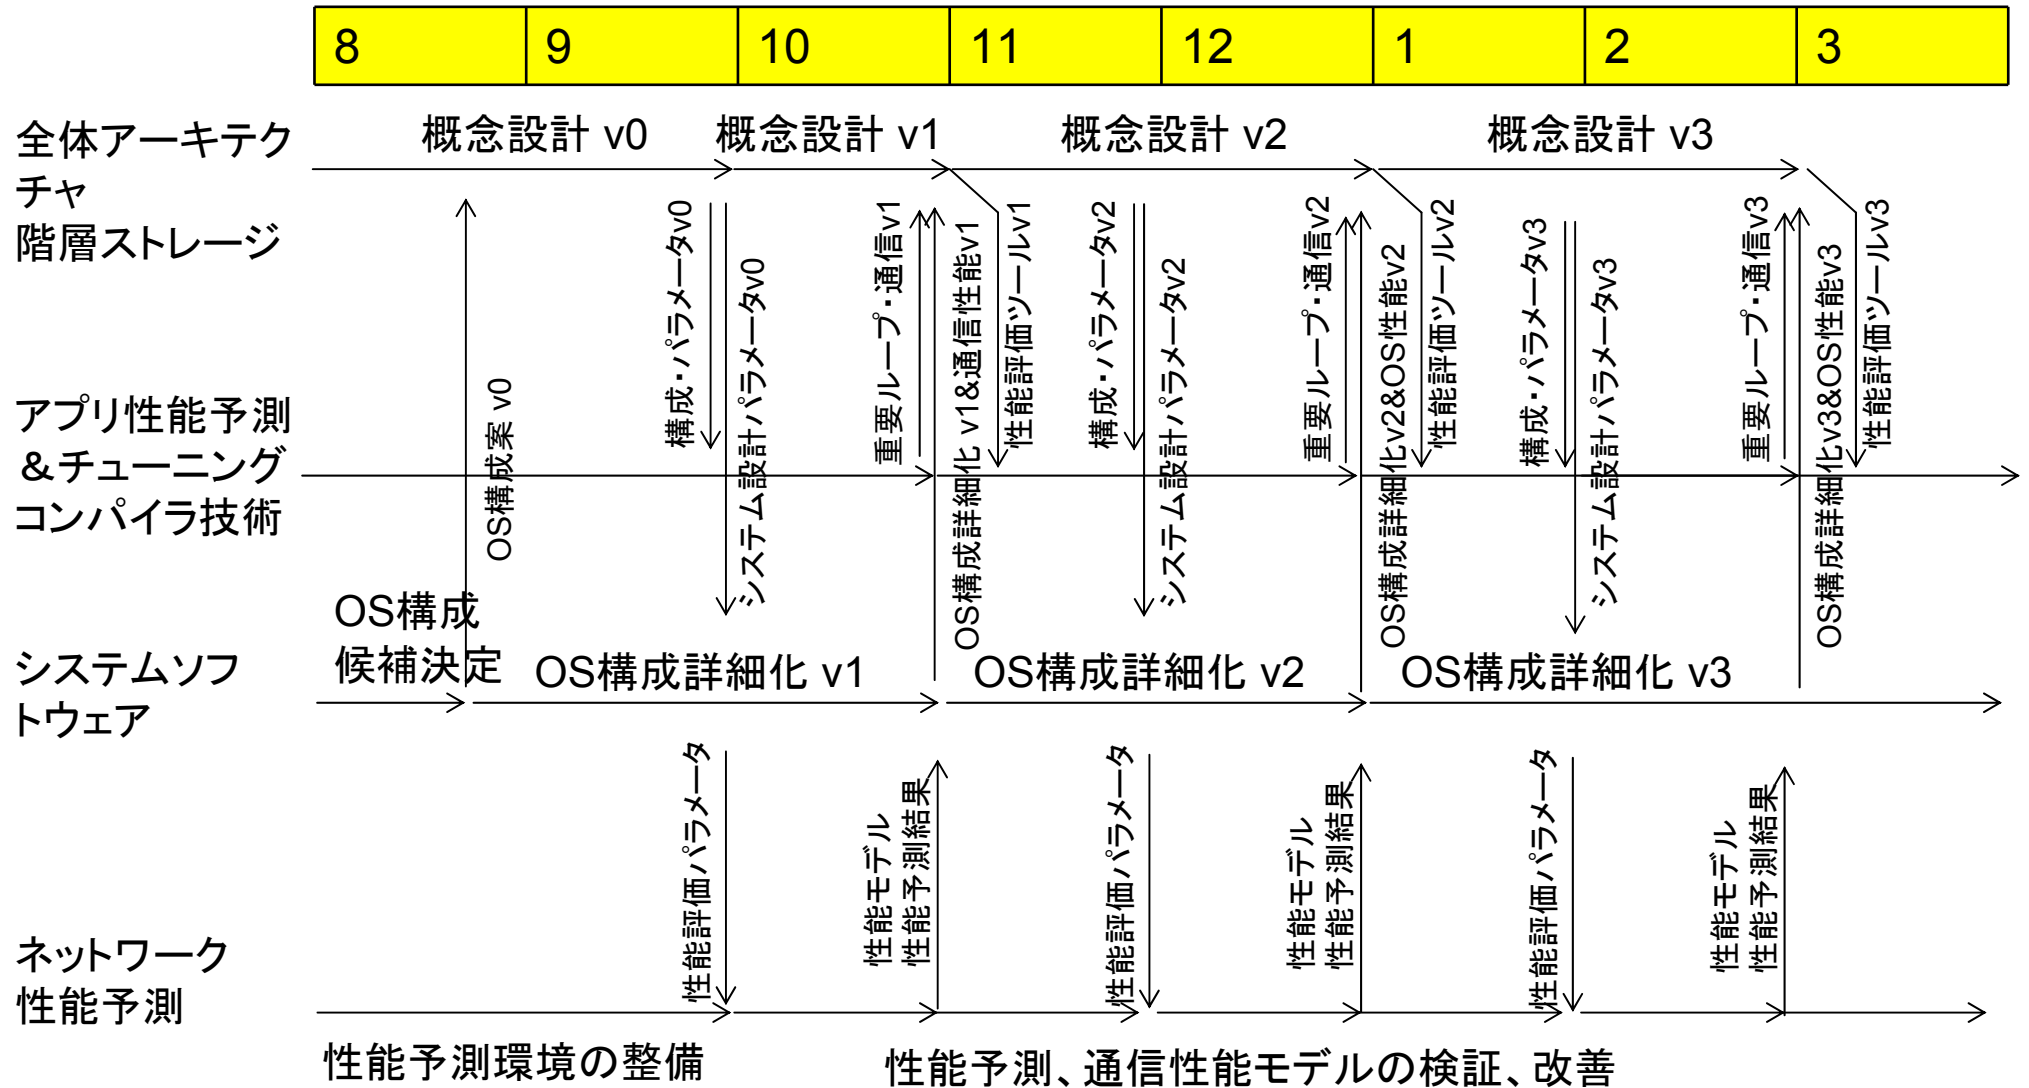 8 9 10 11 12 1 2 3
全体アーキテク
チャ
階層ストレージ
概念設計 v0
概念設計 v1
概念設計 v2
概念設計 v3
構成・パラメータv0
システム設計パラメータv0
重要ループ・通信v1
OS構成詳細化 v1&通信性能v1
性能評価ツールv1
構成・パラメータv2
システム設計パラメータv2
重要ループ・通信v2
OS構成詳細化v2&OS性能v2
性能評価ツールv2
構成・パラメータv3
システム設計パラメータv3
重要ループ・通信v3
OS構成詳細化v3&OS性能v3
性能評価ツールv3
アプリ性能予測
&チューニング
コンパイラ技術
OS構成案 v0
システムソフ
トウェア
OS構成
候補決定
OS構成詳細化 v1
OS構成詳細化 v2
OS構成詳細化 v3
性能評価パラメータ
性能モデル
性能予測結果
性能評価パラメータ
性能モデル
性能予測結果
性能評価パラメータ
性能モデル
性能予測結果
ネットワーク
性能予測
性能予測環境の整備
性能予測、通信性能モデルの検証、改善